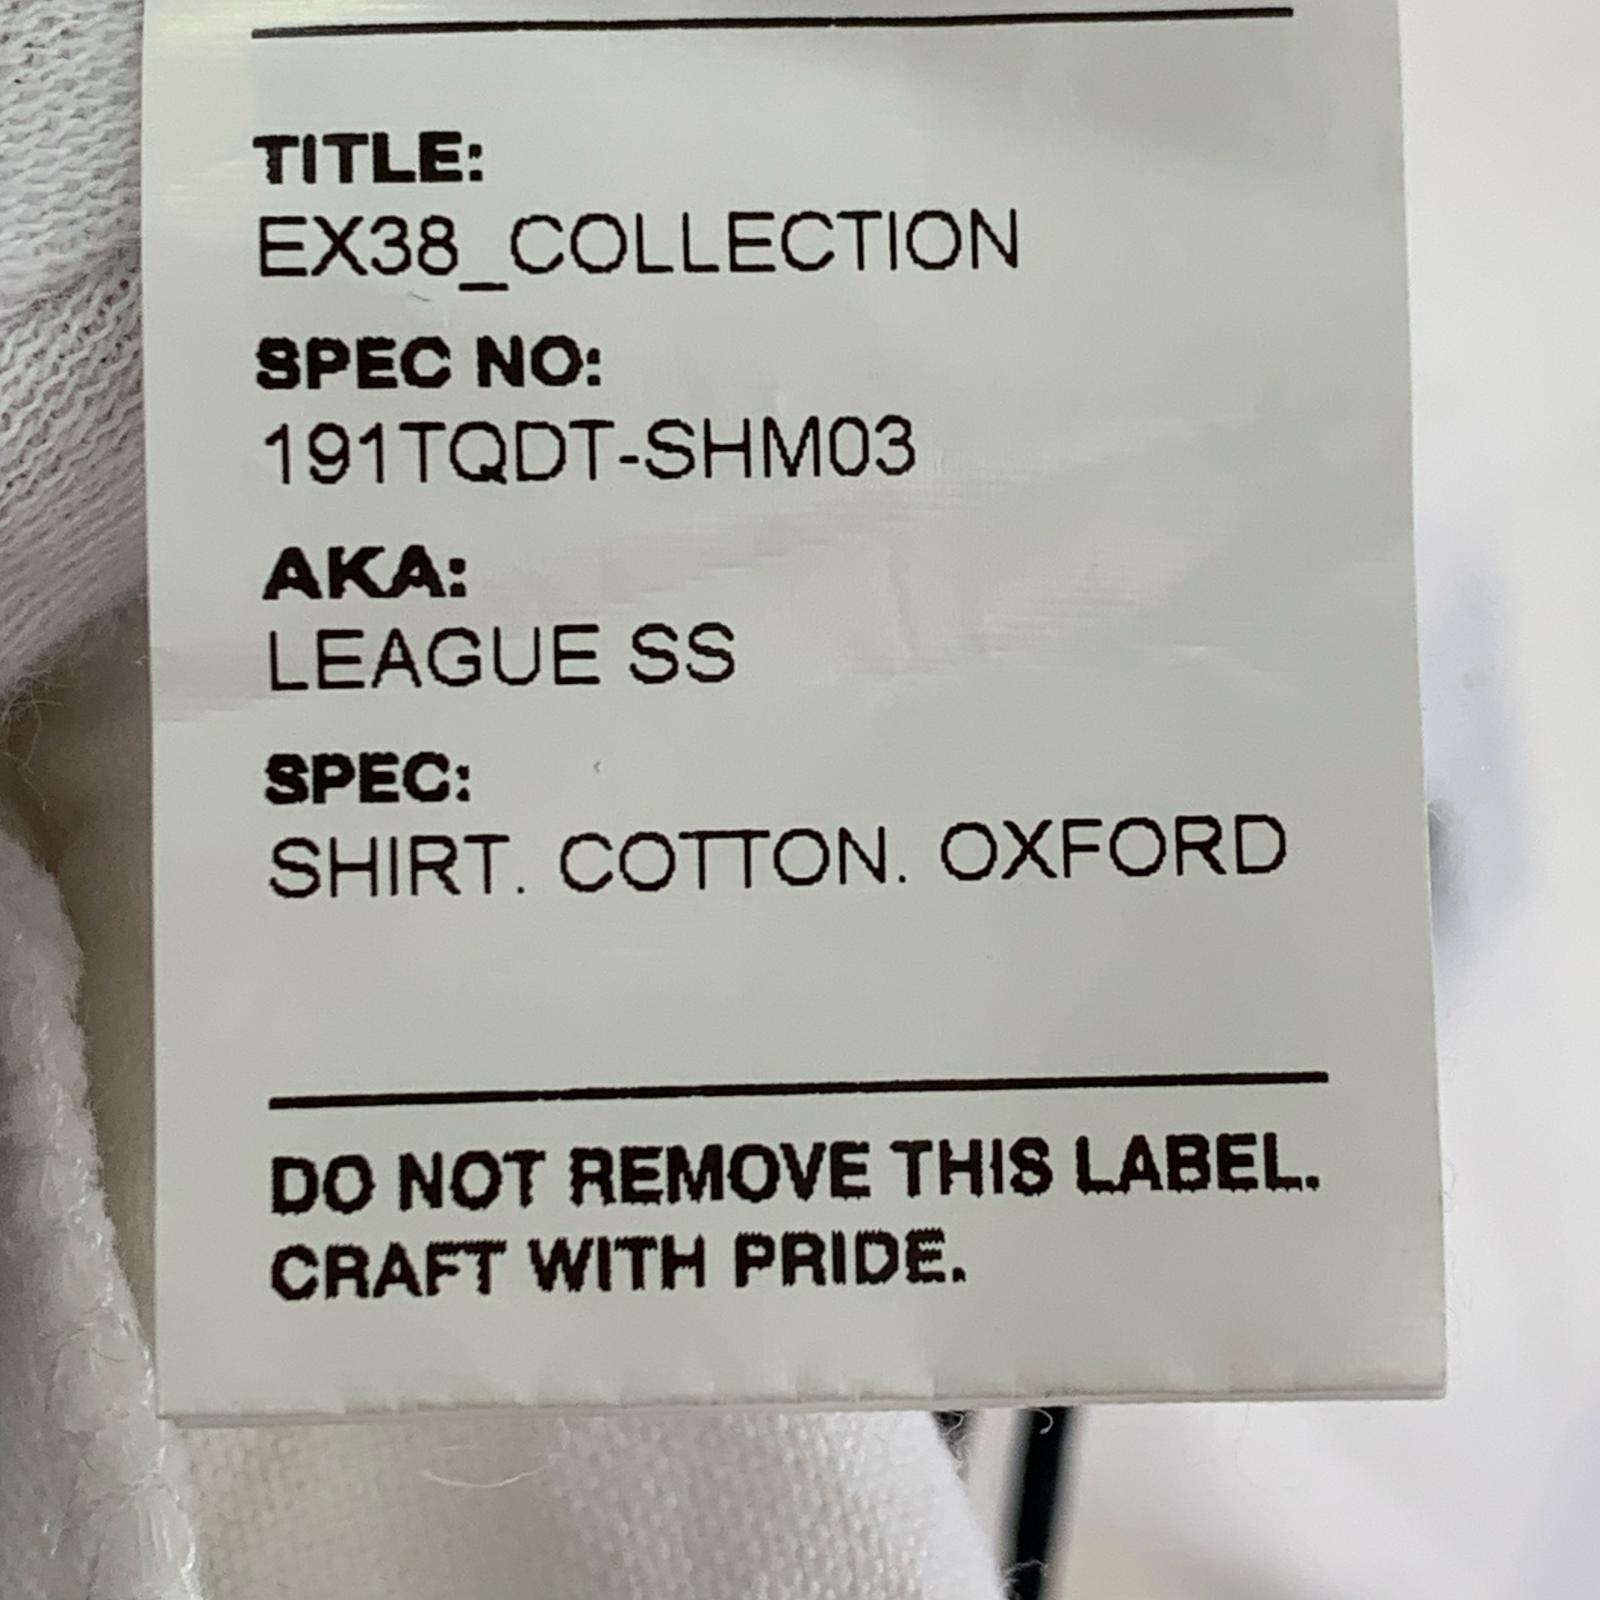 TITLE:
EX38_COLLECTION
SPEC NO:
191TQDT-SHM03
AKA:
LEAGUE SS
SPEC:
SHIRT. COTTON. OXFORD
DO NOT REMOVE THIS LABEL.
CRAFT WITH PRIDE.